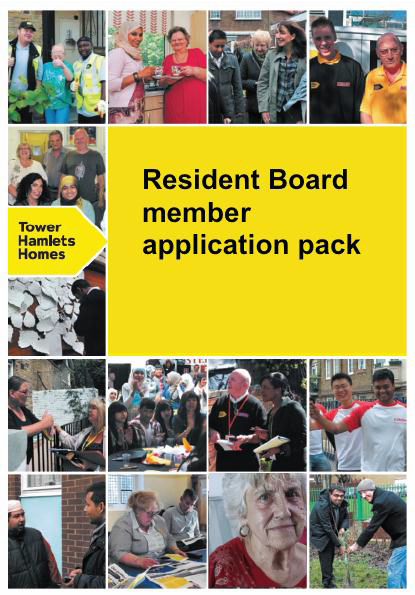 Resident Board
member
application pack
Tower
Hamlets
Homes